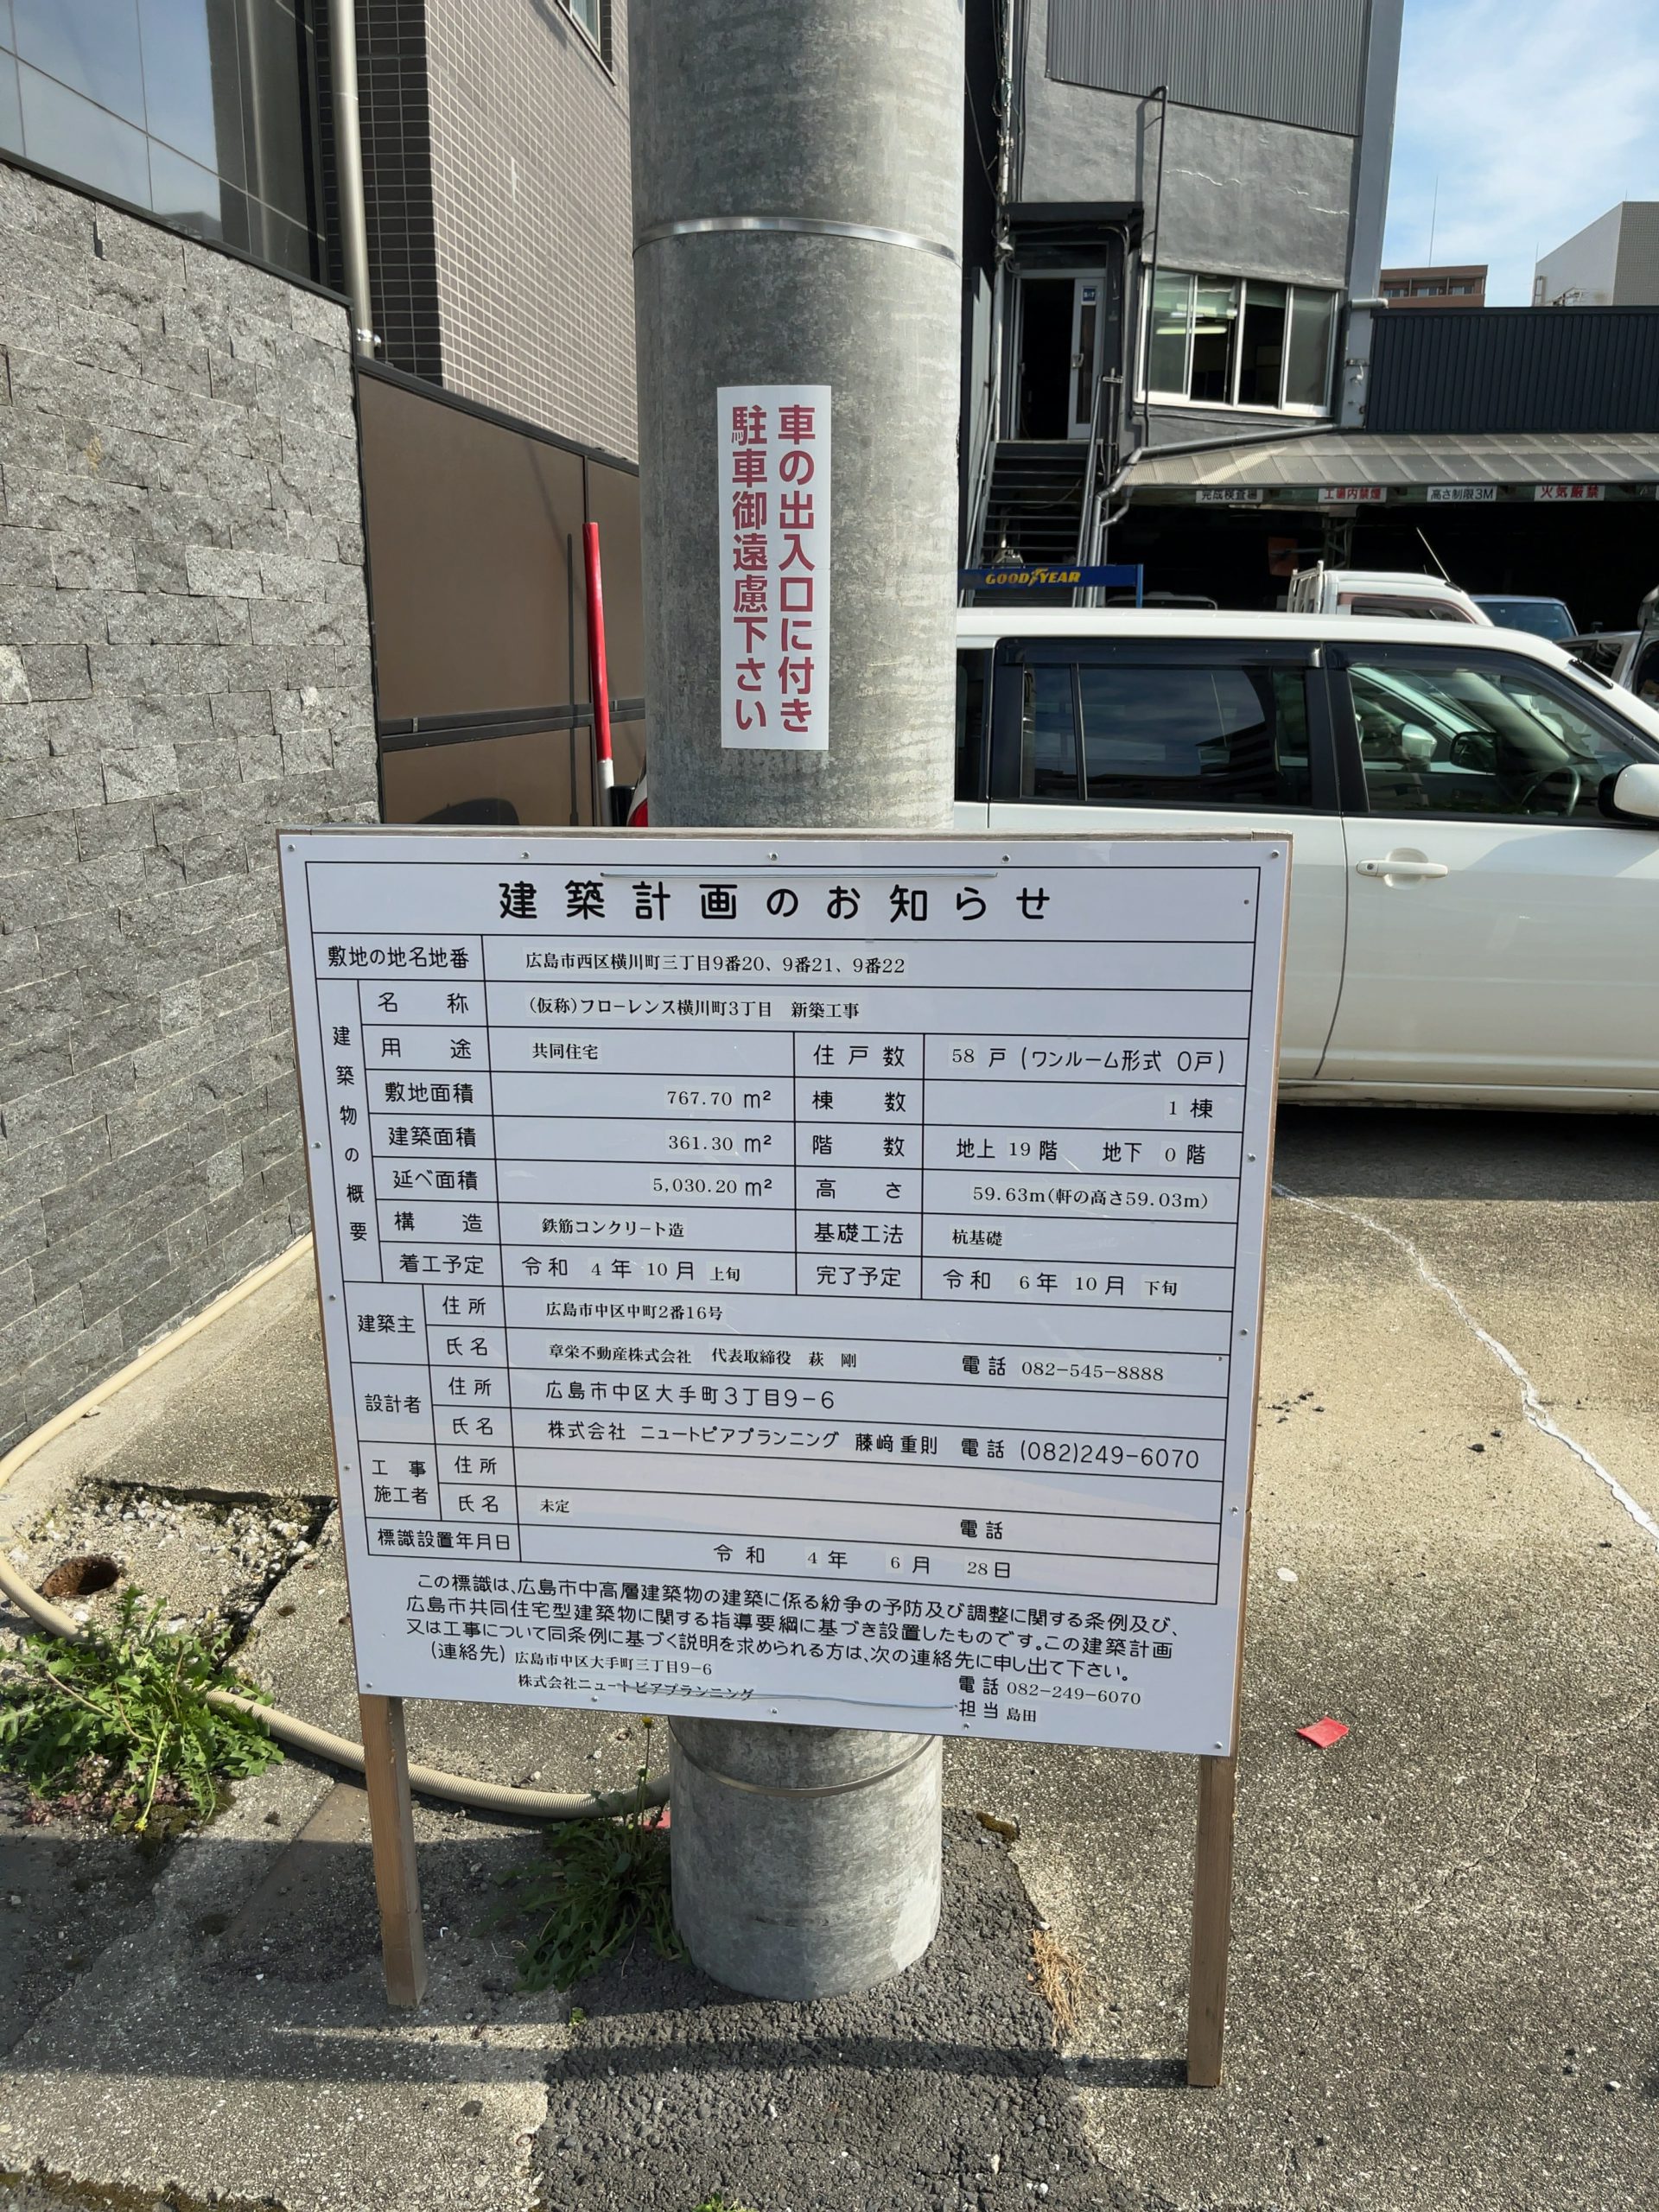 車の出入口に付き
駐車御遠慮下さい
完成検査場
工場内禁煙
高さ制限3M
火気厳禁
GOODYEAR
建築計画のお知らせ
敷地の地名地番 広島市西区横川町三丁目9番20、9番21、9番22
建築物の概要
名称 (仮称)フローレンス横川町3丁目 新築工事
用途 共同住宅 住戸数 58 戸 (ワンルーム形式 0戸)
敷地面積 767.70 m² 棟数 1 棟
建築面積 361.30 m² 階数 地上 19 階 地下 0 階
延べ面積 5,030.20 m² 高さ 59.63m(軒の高さ59.03m)
構造 鉄筋コンクリート造 基礎工法 杭基礎
着工予定 令和 4 年 10 月 上旬 完了予定 令和 6 年 10 月 下旬
建築主 住所 広島市中区中町2番16号
氏名 章栄不動産株式会社 代表取締役 萩 剛 電話 082-545-8888
設計者 住所 広島市中区大手町3丁目9-6
氏名 株式会社 ニュートピアプランニング 藤﨑重則 電話 (082)249-6070
工事施工者 住所
氏名 未定 電話
標識設置年月日 令和 4 年 6 月 28 日
この標識は、広島市中高層建築物の建築に係る紛争の予防及び調整に関する条例及び、
広島市共同住宅型建築物に関する指導要綱に基づき設置したものです。この建築計画
又は工事について同条例に基づく説明を求められる方は、次の連絡先に申し出て下さい。
(連絡先) 広島市中区大手町三丁目9-6
株式会社ニュートピアプランニング 電話 082-249-6070
担当 島田